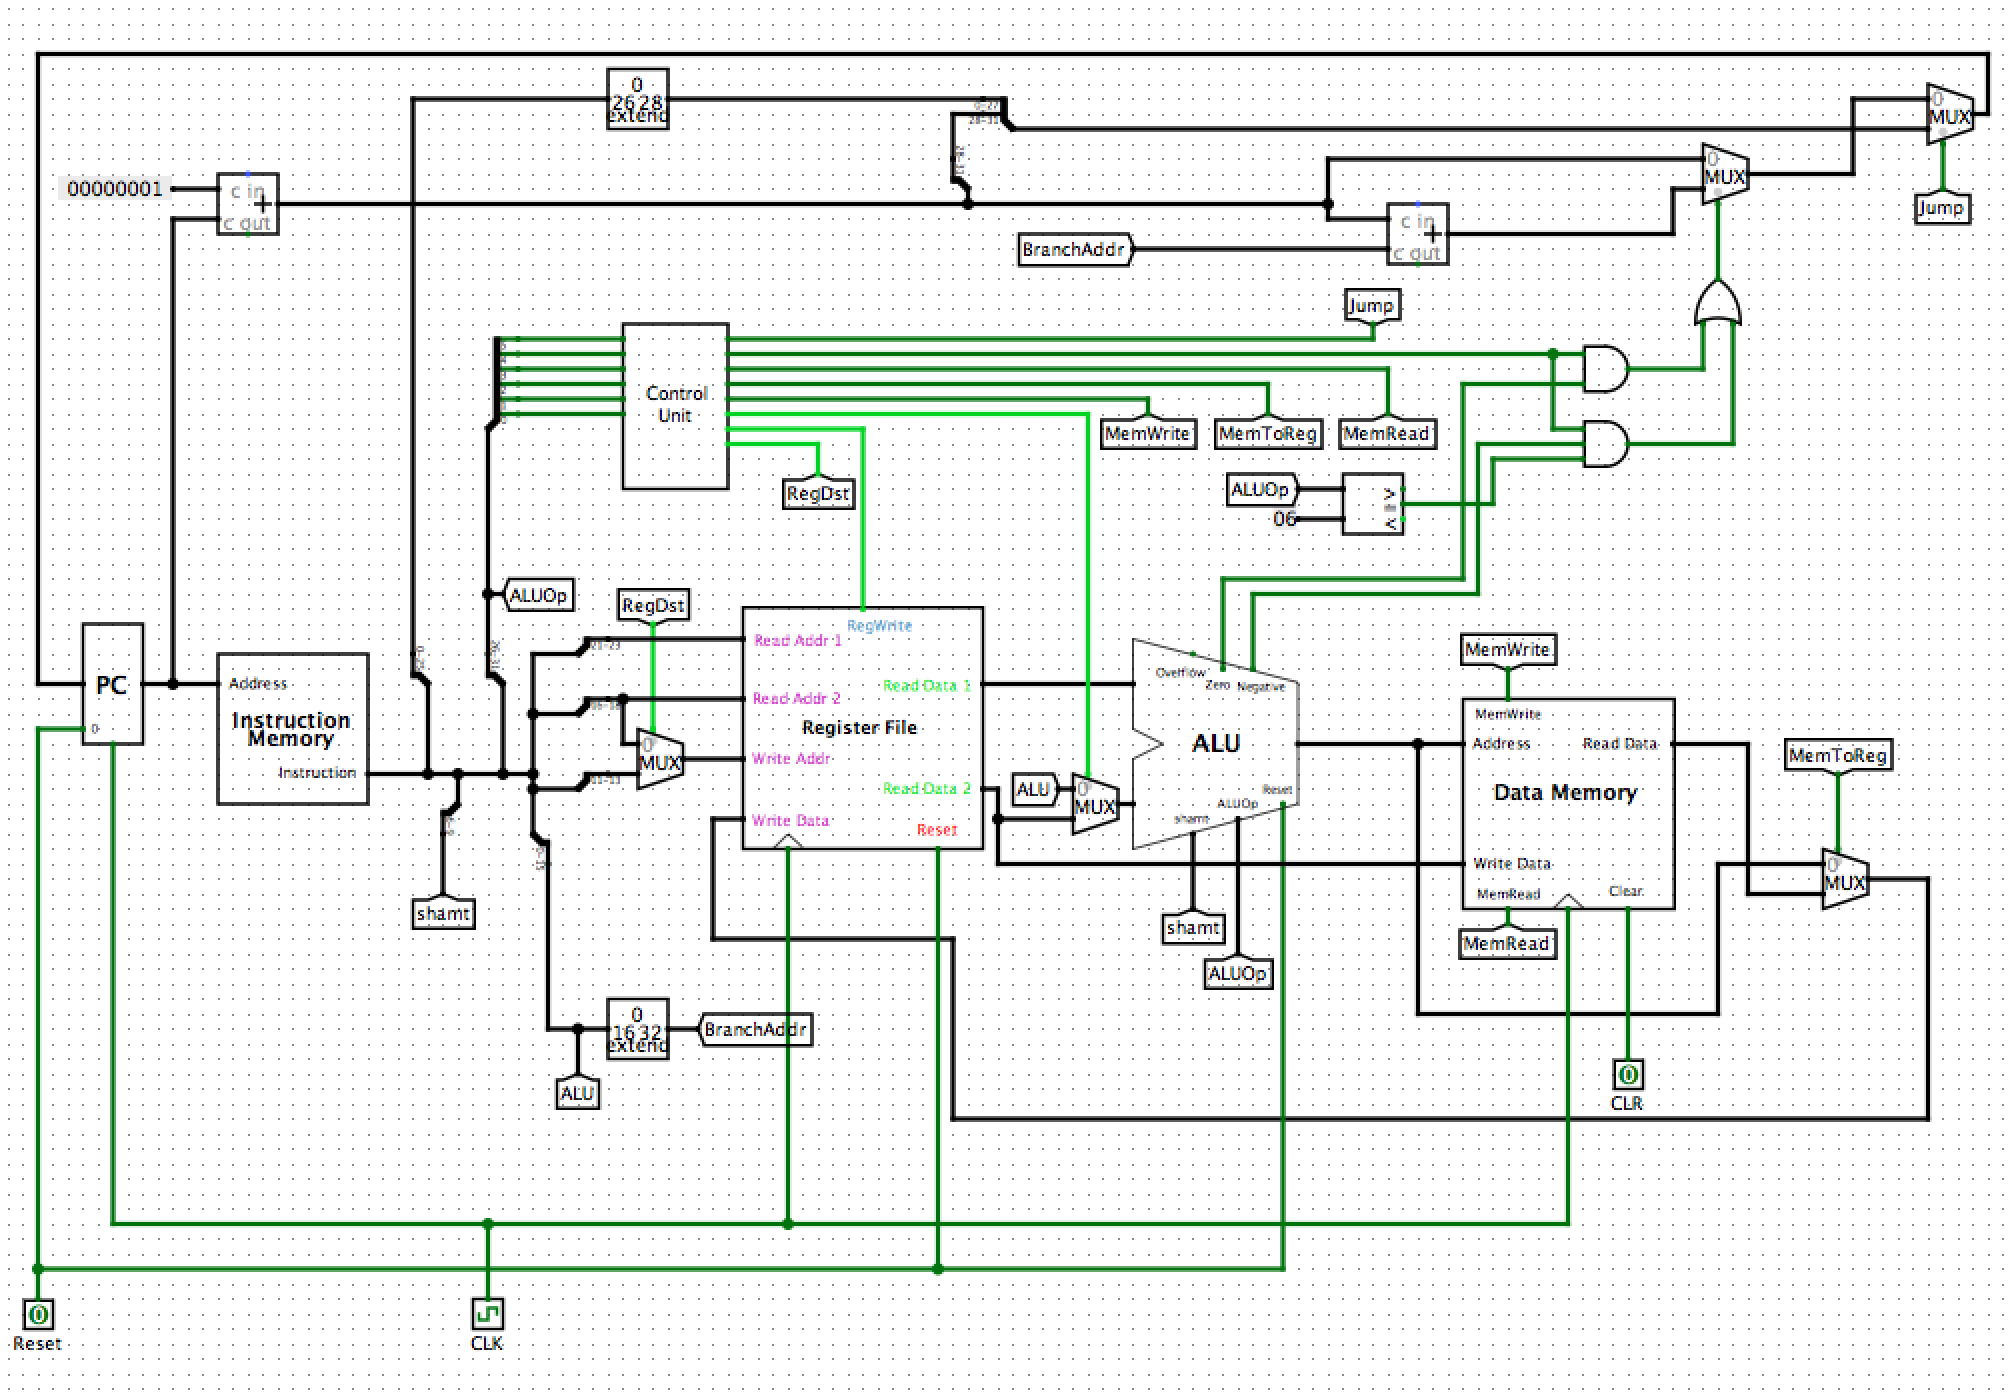 0
26 28
extend
0-27
28-31
0
MUX
00000001
c in
+
c out
0
MUX
Jump
BranchAddr
c in
+
c out
Jump
Control
Unit
MemWrite
MemToReg
MemRead
RegDst
ALUOp
06
>
=
<
ALUOp
RegDst
RegWrite
Read Addr 1
Read Addr 2
Write Addr
Write Data
Read Data 1
Register File
Read Data 2
Reset
PC
0
Address
Instruction
Memory
Instruction
0
MUX
Overflow
Zero
Negative
ALU
Reset
ALUOp
shamt
ALU
0
MUX
MemWrite
MemWrite
Address
Read Data
Data Memory
Write Data
MemRead
Clear
MemToReg
0
MUX
shamt
shamt
ALUOp
MemRead
0
16 32
extend
BranchAddr
ALU
0
CLR
0
Reset
CLK